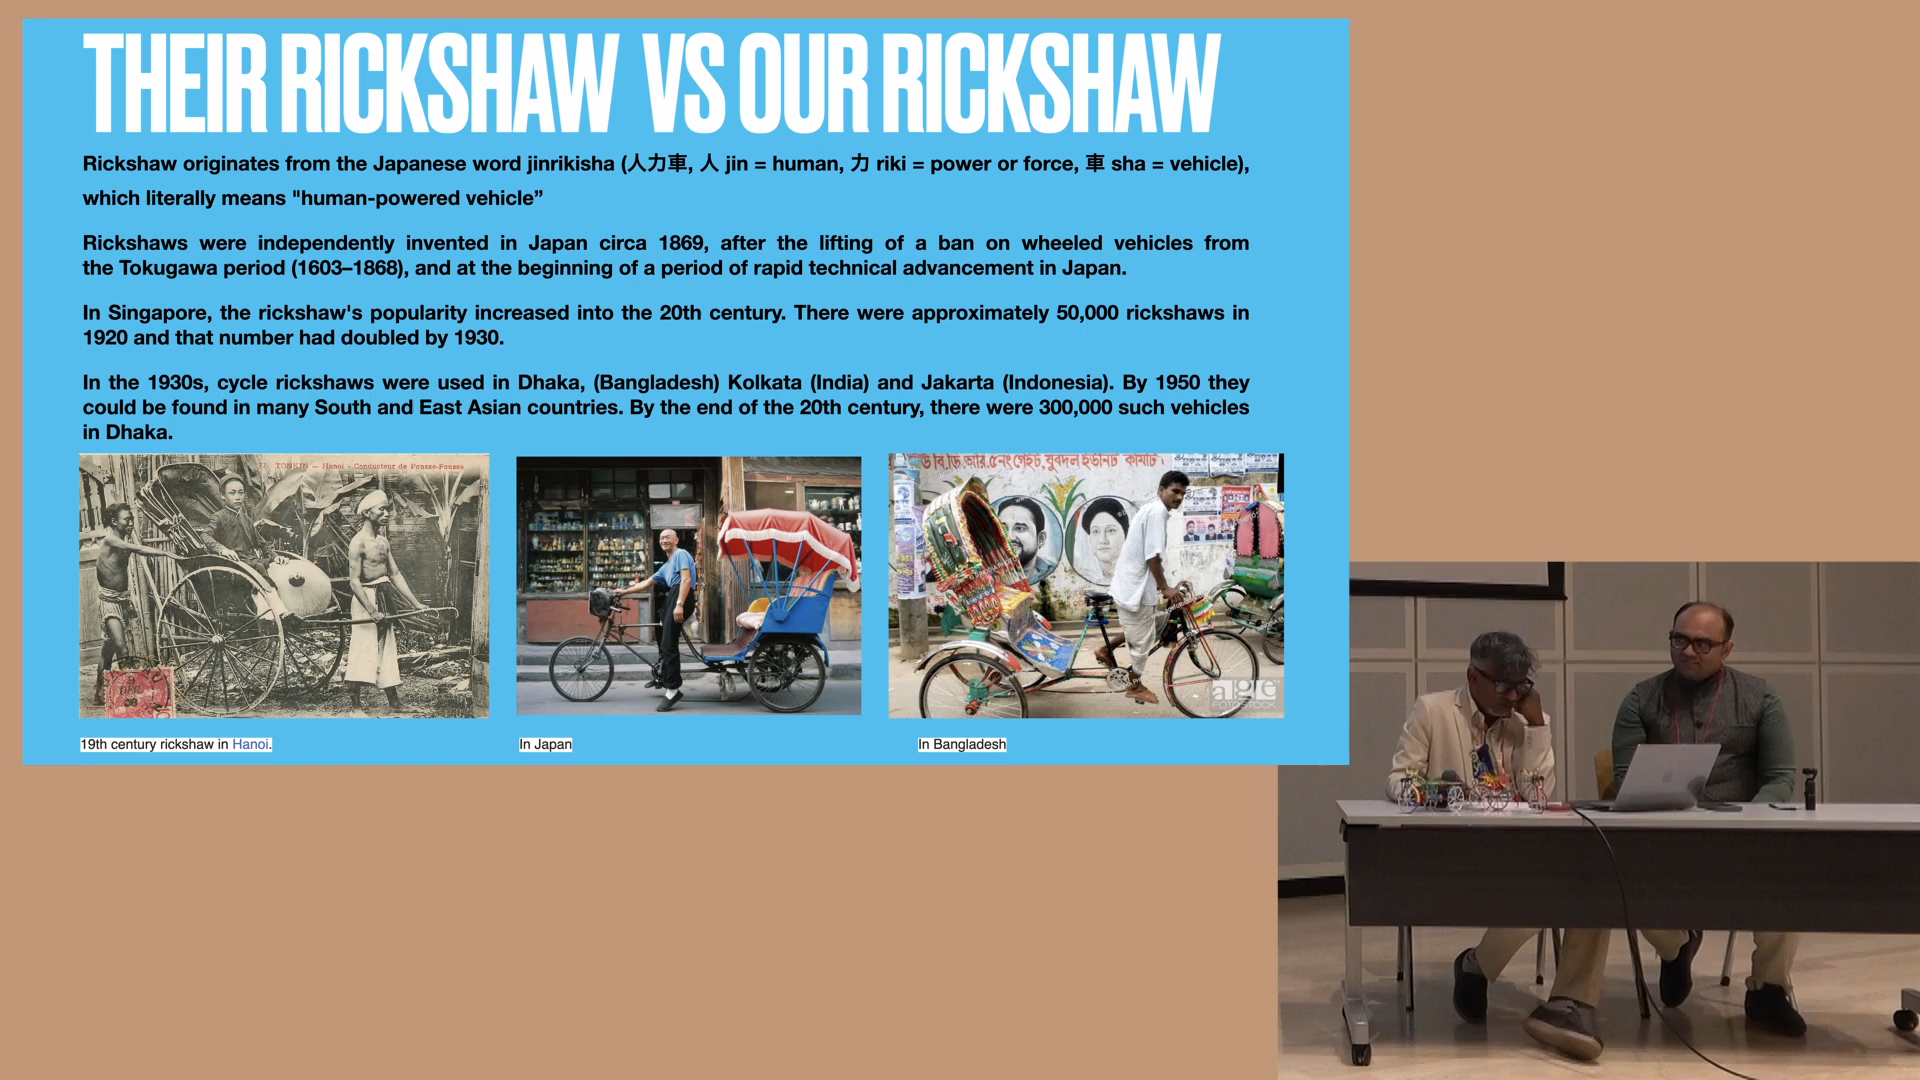 THEIR RICKSHAW VS OUR RICKSHAW
Rickshaw originates from the Japanese word jinrikisha (人力車, 人 jin = human, 力 riki = power or force, 車 sha = vehicle),
which literally means "human-powered vehicle”
Rickshaws were independently invented in Japan circa 1869, after the lifting of a ban on wheeled vehicles from
the Tokugawa period (1603–1868), and at the beginning of a period of rapid technical advancement in Japan.
In Singapore, the rickshaw's popularity increased into the 20th century. There were approximately 50,000 rickshaws in
1920 and that number had doubled by 1930.
In the 1930s, cycle rickshaws were used in Dhaka, (Bangladesh) Kolkata (India) and Jakarta (Indonesia). By 1950 they
could be found in many South and East Asian countries. By the end of the 20th century, there were 300,000 such vehicles
in Dhaka.
TONKIN — Hanoi - Conducteur de Pousse-Pousse
যুবদল ইউনিট কমিটি
age
FOTOSTOCK
19th century rickshaw in Hanoi.
In Japan
In Bangladesh